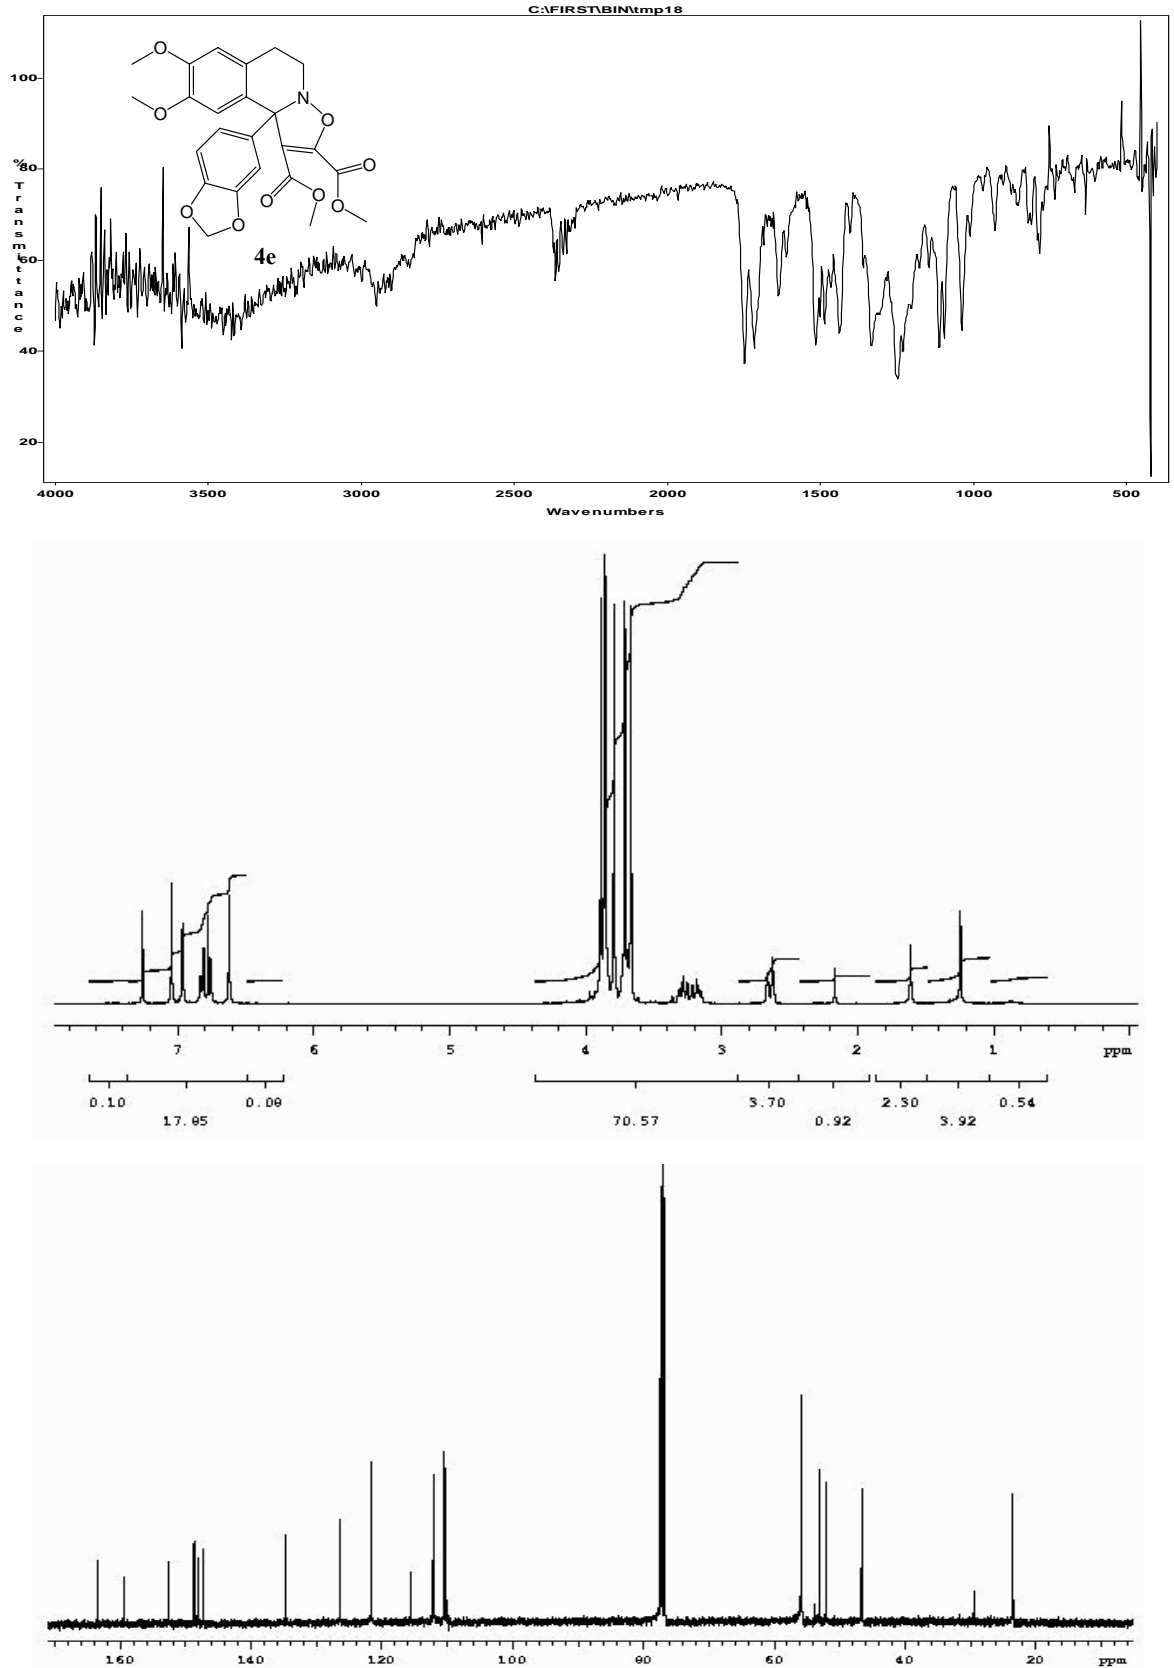 C:\FIRST\BIN\tmp18
% Transmittance
100
80
60
40
20
O
O
N
O
O
O
O
O
O
O
4e
4000 3500 3000 2500 2000 1500 1000 500
Wavenumbers
7 6 5 4 3 2 1 ppm
0.10 0.08 70.57 3.70 2.30 0.54
17.85 0.92 3.92
160 140 120 100 80 60 40 20 ppm